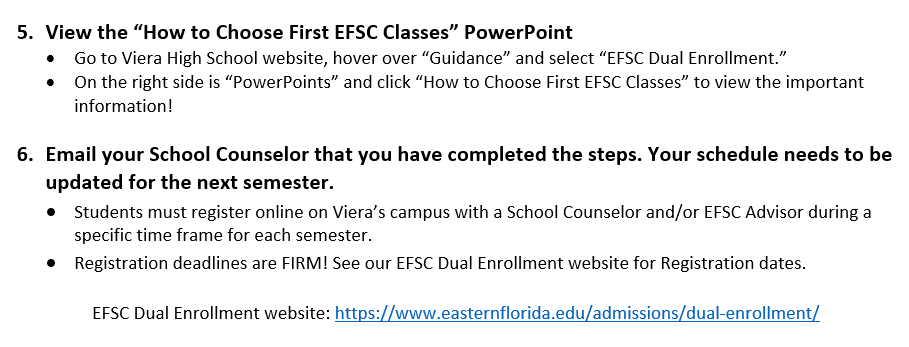 5. View the “How to Choose First EFSC Classes” PowerPoint
• Go to Viera High School website, hover over “Guidance” and select “EFSC Dual Enrollment.”
• On the right side is “PowerPoints” and click “How to Choose First EFSC Classes” to view the important
information!
6. Email your School Counselor that you have completed the steps. Your schedule needs to be
updated for the next semester.
• Students must register online on Viera’s campus with a School Counselor and/or EFSC Advisor during a
specific time frame for each semester.
• Registration deadlines are FIRM! See our EFSC Dual Enrollment website for Registration dates.
EFSC Dual Enrollment website: https://www.easternflorida.edu/admissions/dual-enrollment/